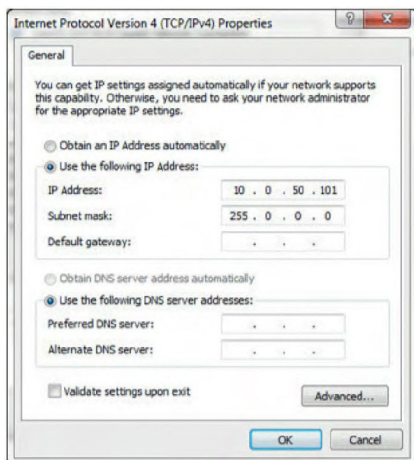 Internet Protocol Version 4 (TCP/IPv4) Properties
General
You can get IP settings assigned automatically if your network supports
this capability. Otherwise, you need to ask your network administrator
for the appropriate IP settings.
Obtain an IP Address automatically
Use the following IP Address:
IP Address: 10 . 0 . 50 . 101
Subnet mask: 255 . 0 . 0 . 0
Default gateway: . . .
Obtain DNS server address automatically
Use the following DNS server addresses:
Preferred DNS server: . . .
Alternate DNS server: . . .
Validate settings upon exit
Advanced...
OK Cancel